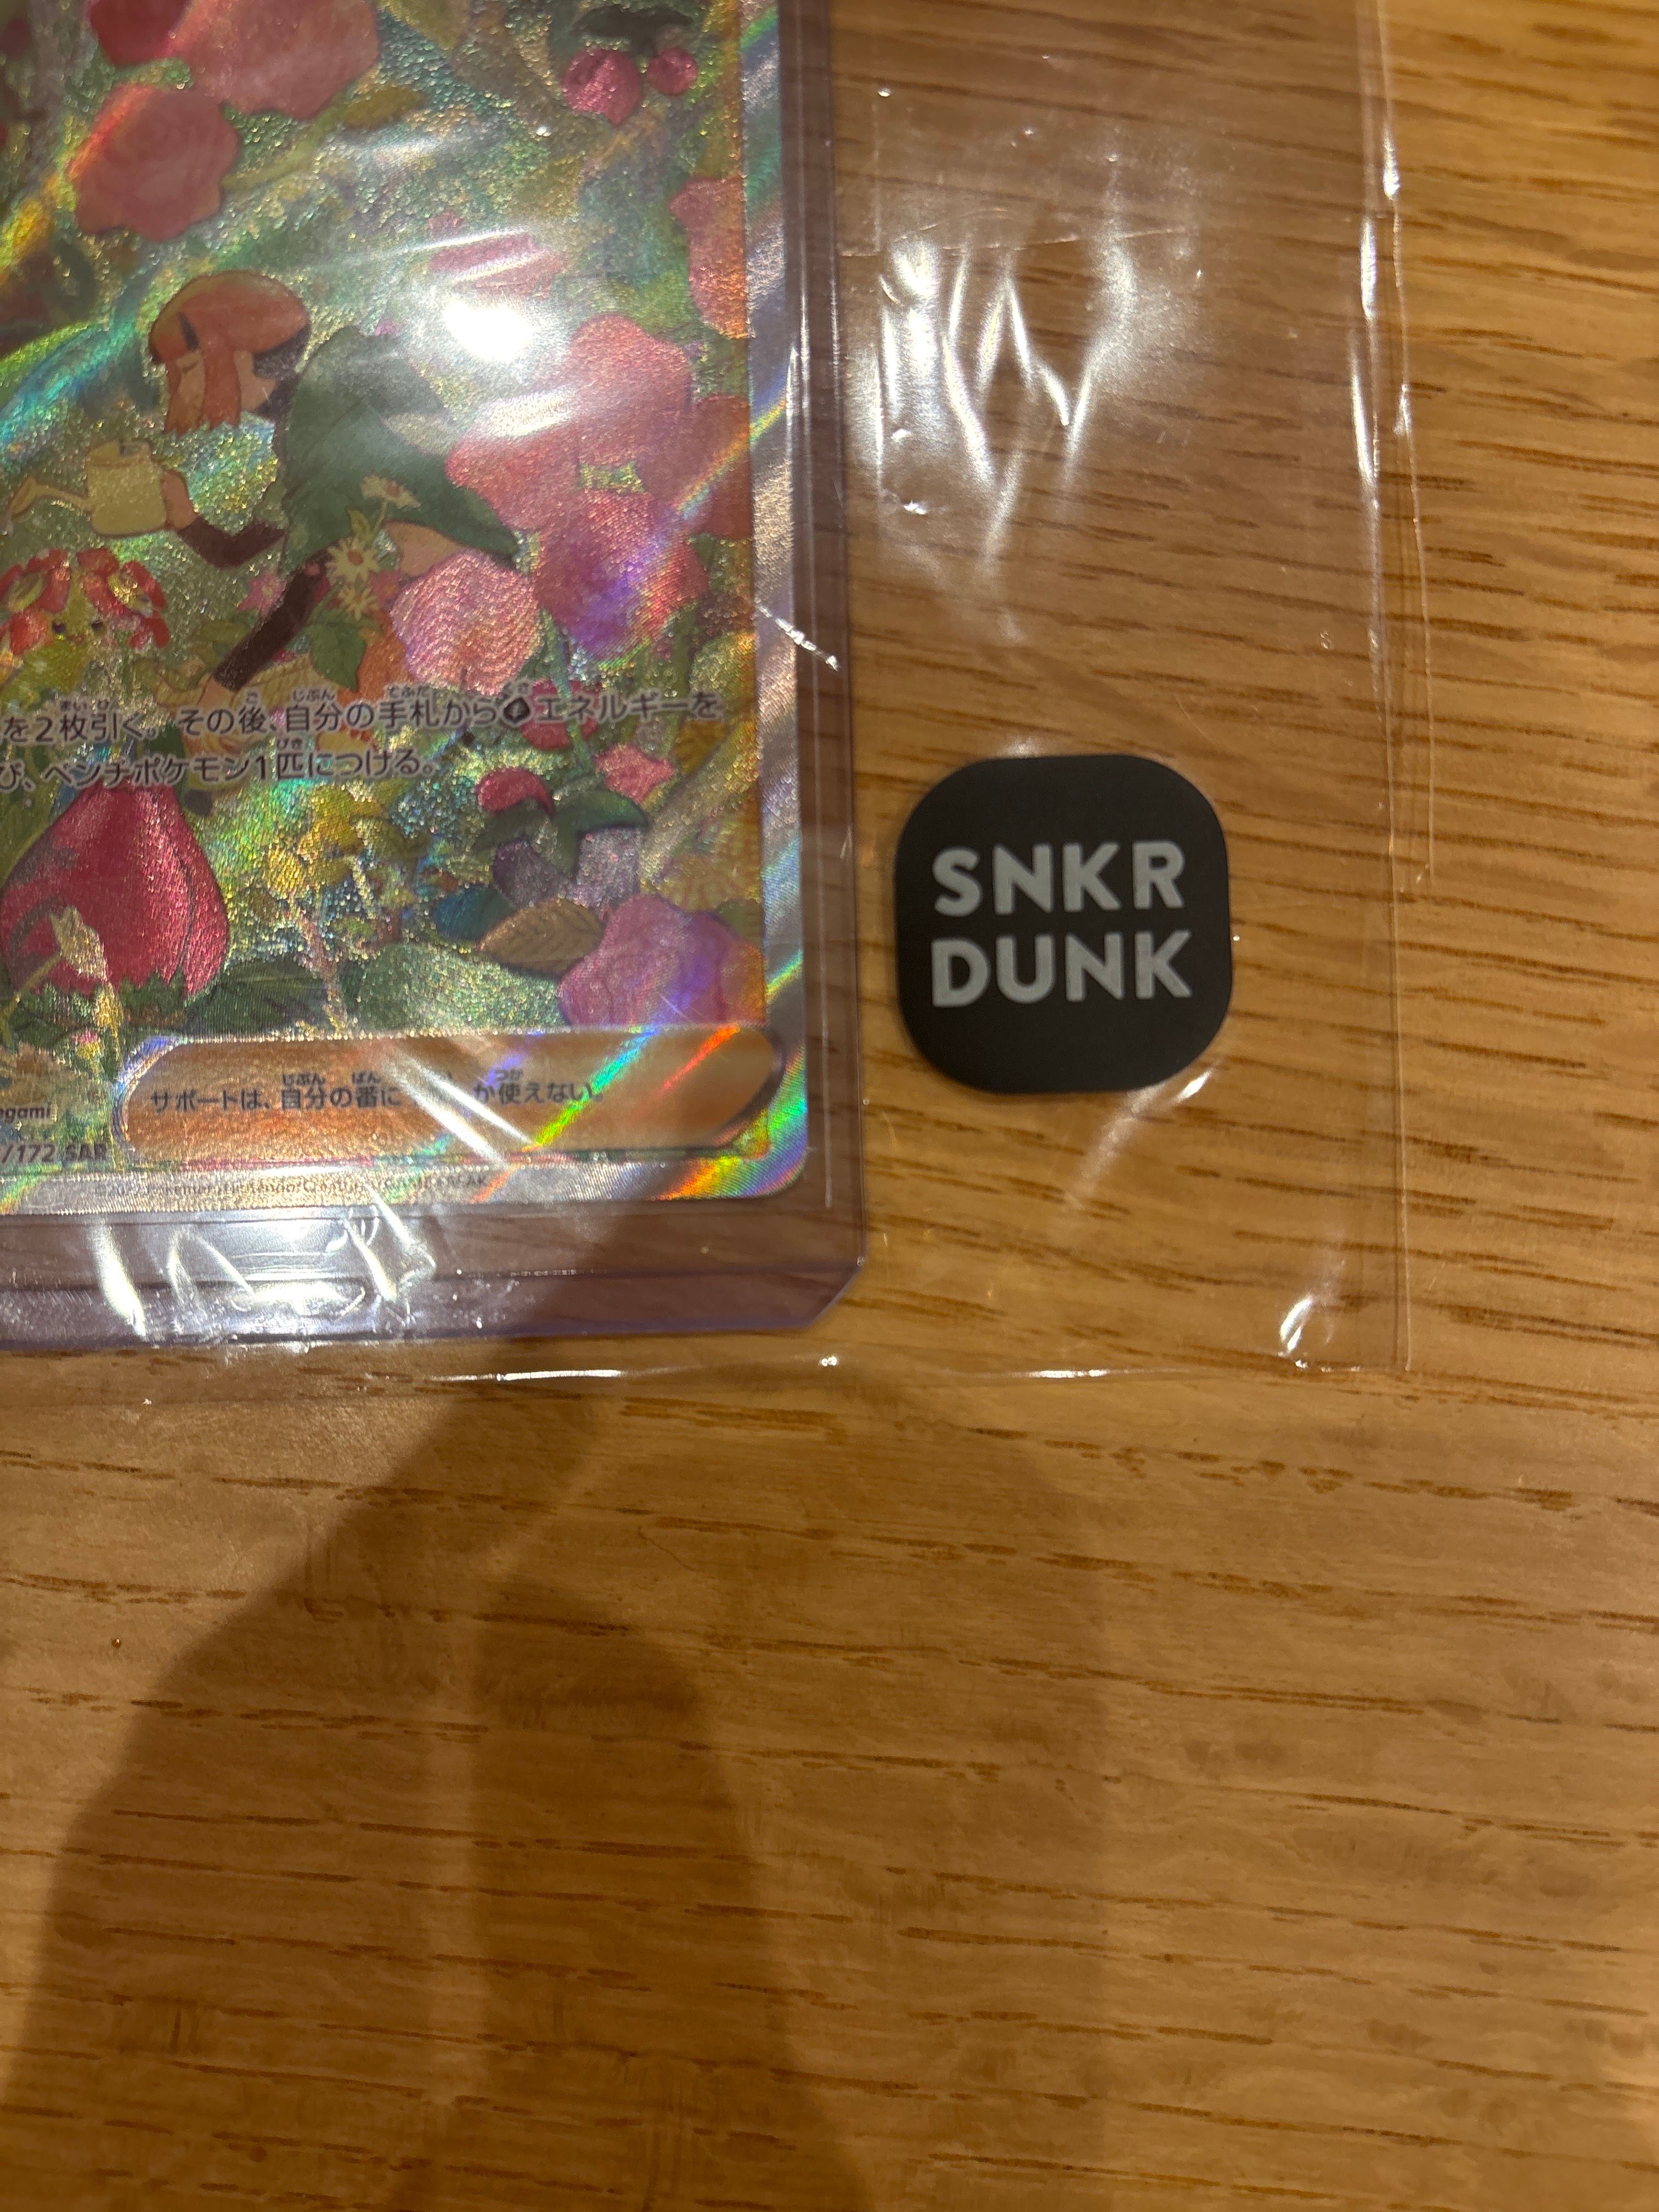 を2枚引く。その後、自分の手札から エネルギーを
び、ベンチポケモン1匹につける。
サポートは、自分の番に か使えない。
egami
/172 SAR
SNKR
DUNK